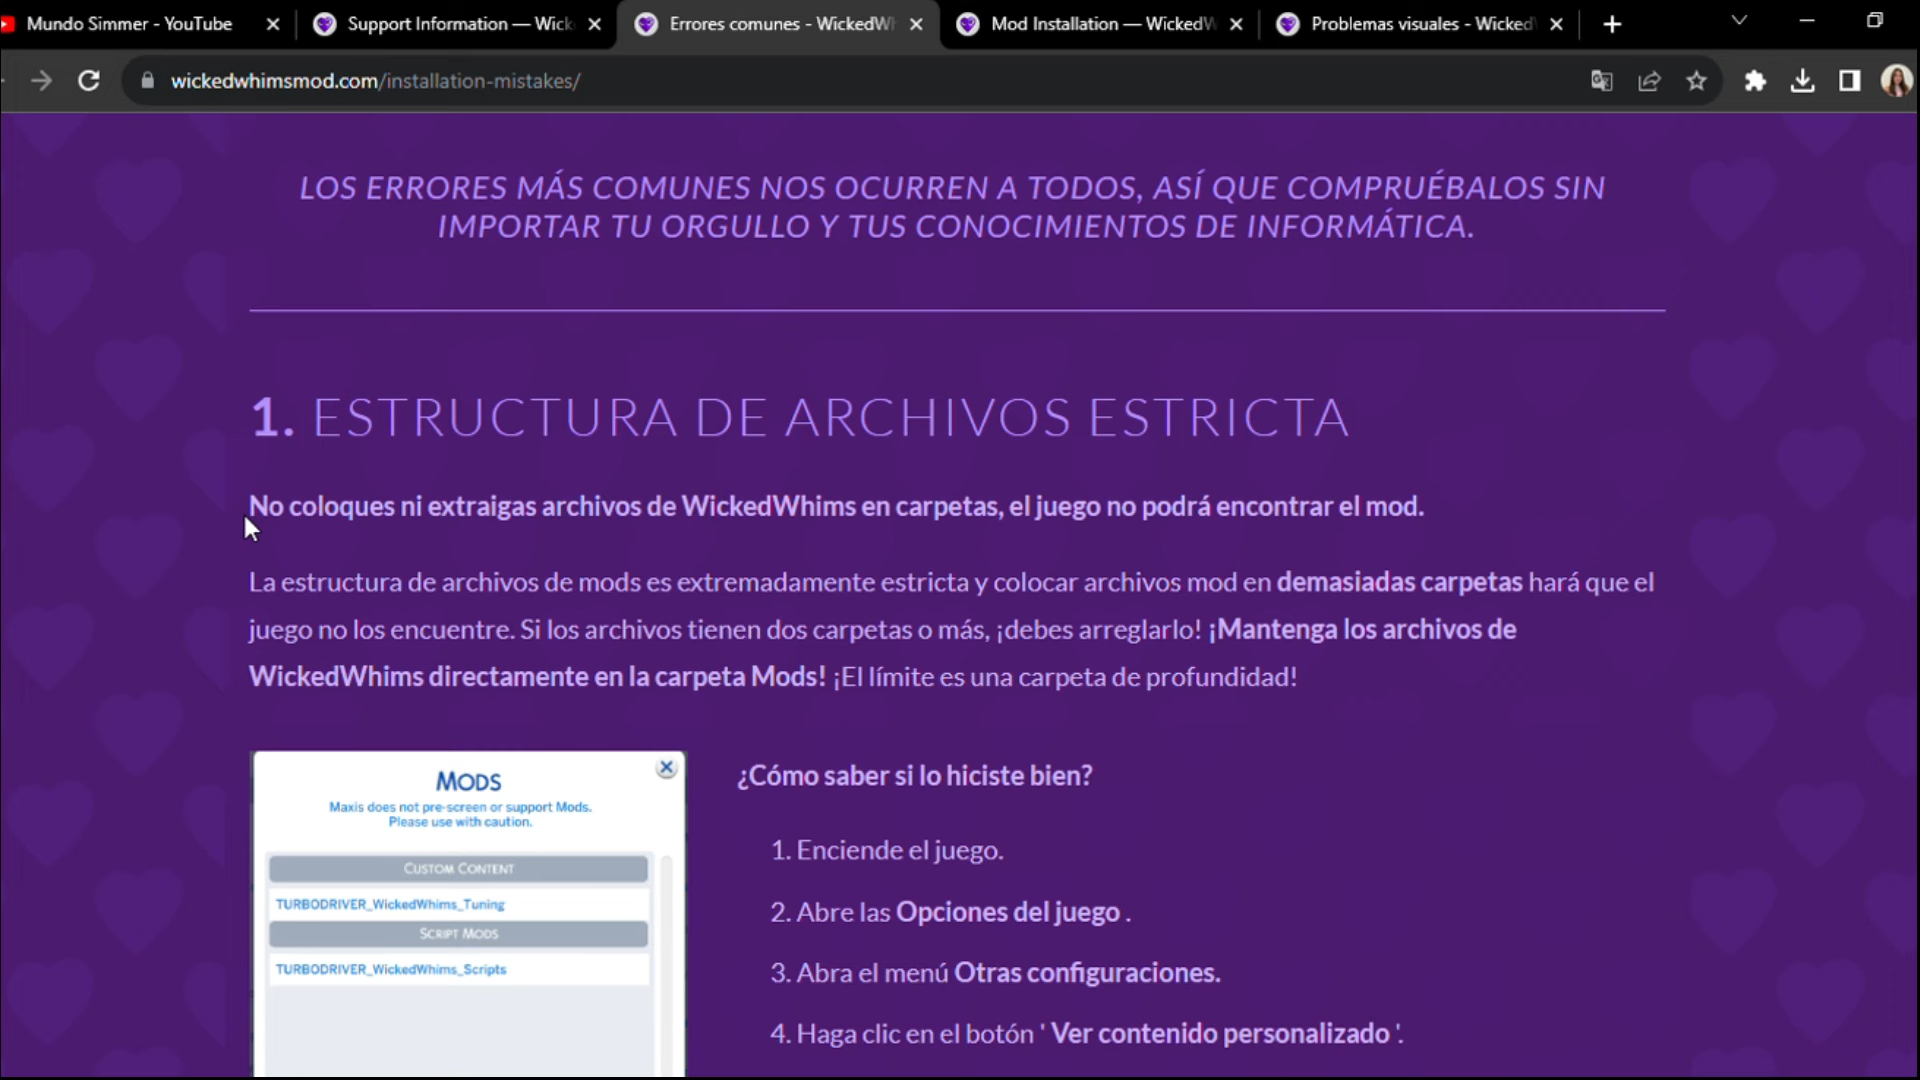 Mundo Simmer - YouTube
Support Information — Wick
Errores comunes - WickedWh
Mod Installation — WickedW
Problemas visuales - Wicked
wickedwhimsmod.com/installation-mistakes/
LOS ERRORES MÁS COMUNES NOS OCURREN A TODOS, ASÍ QUE COMPRUÉBALOS SIN
IMPORTAR TU ORGULLO Y TUS CONOCIMIENTOS DE INFORMÁTICA.
1. ESTRUCTURA DE ARCHIVOS ESTRICTA
No coloques ni extraigas archivos de WickedWhims en carpetas, el juego no podrá encontrar el mod.
La estructura de archivos de mods es extremadamente estricta y colocar archivos mod en demasiadas carpetas hará que el
juego no los encuentre. Si los archivos tienen dos carpetas o más, ¡debes arreglarlo! ¡Mantenga los archivos de
WickedWhims directamente en la carpeta Mods! ¡El límite es una carpeta de profundidad!
MODS
Maxis does not pre-screen or support Mods.
Please use with caution.
CUSTOM CONTENT
TURBODRIVER_WickedWhims_Tuning
SCRIPT MODS
TURBODRIVER_WickedWhims_Scripts
¿Cómo saber si lo hiciste bien?
1. Enciende el juego.
2. Abre las Opciones del juego .
3. Abra el menú Otras configuraciones.
4. Haga clic en el botón ' Ver contenido personalizado '.